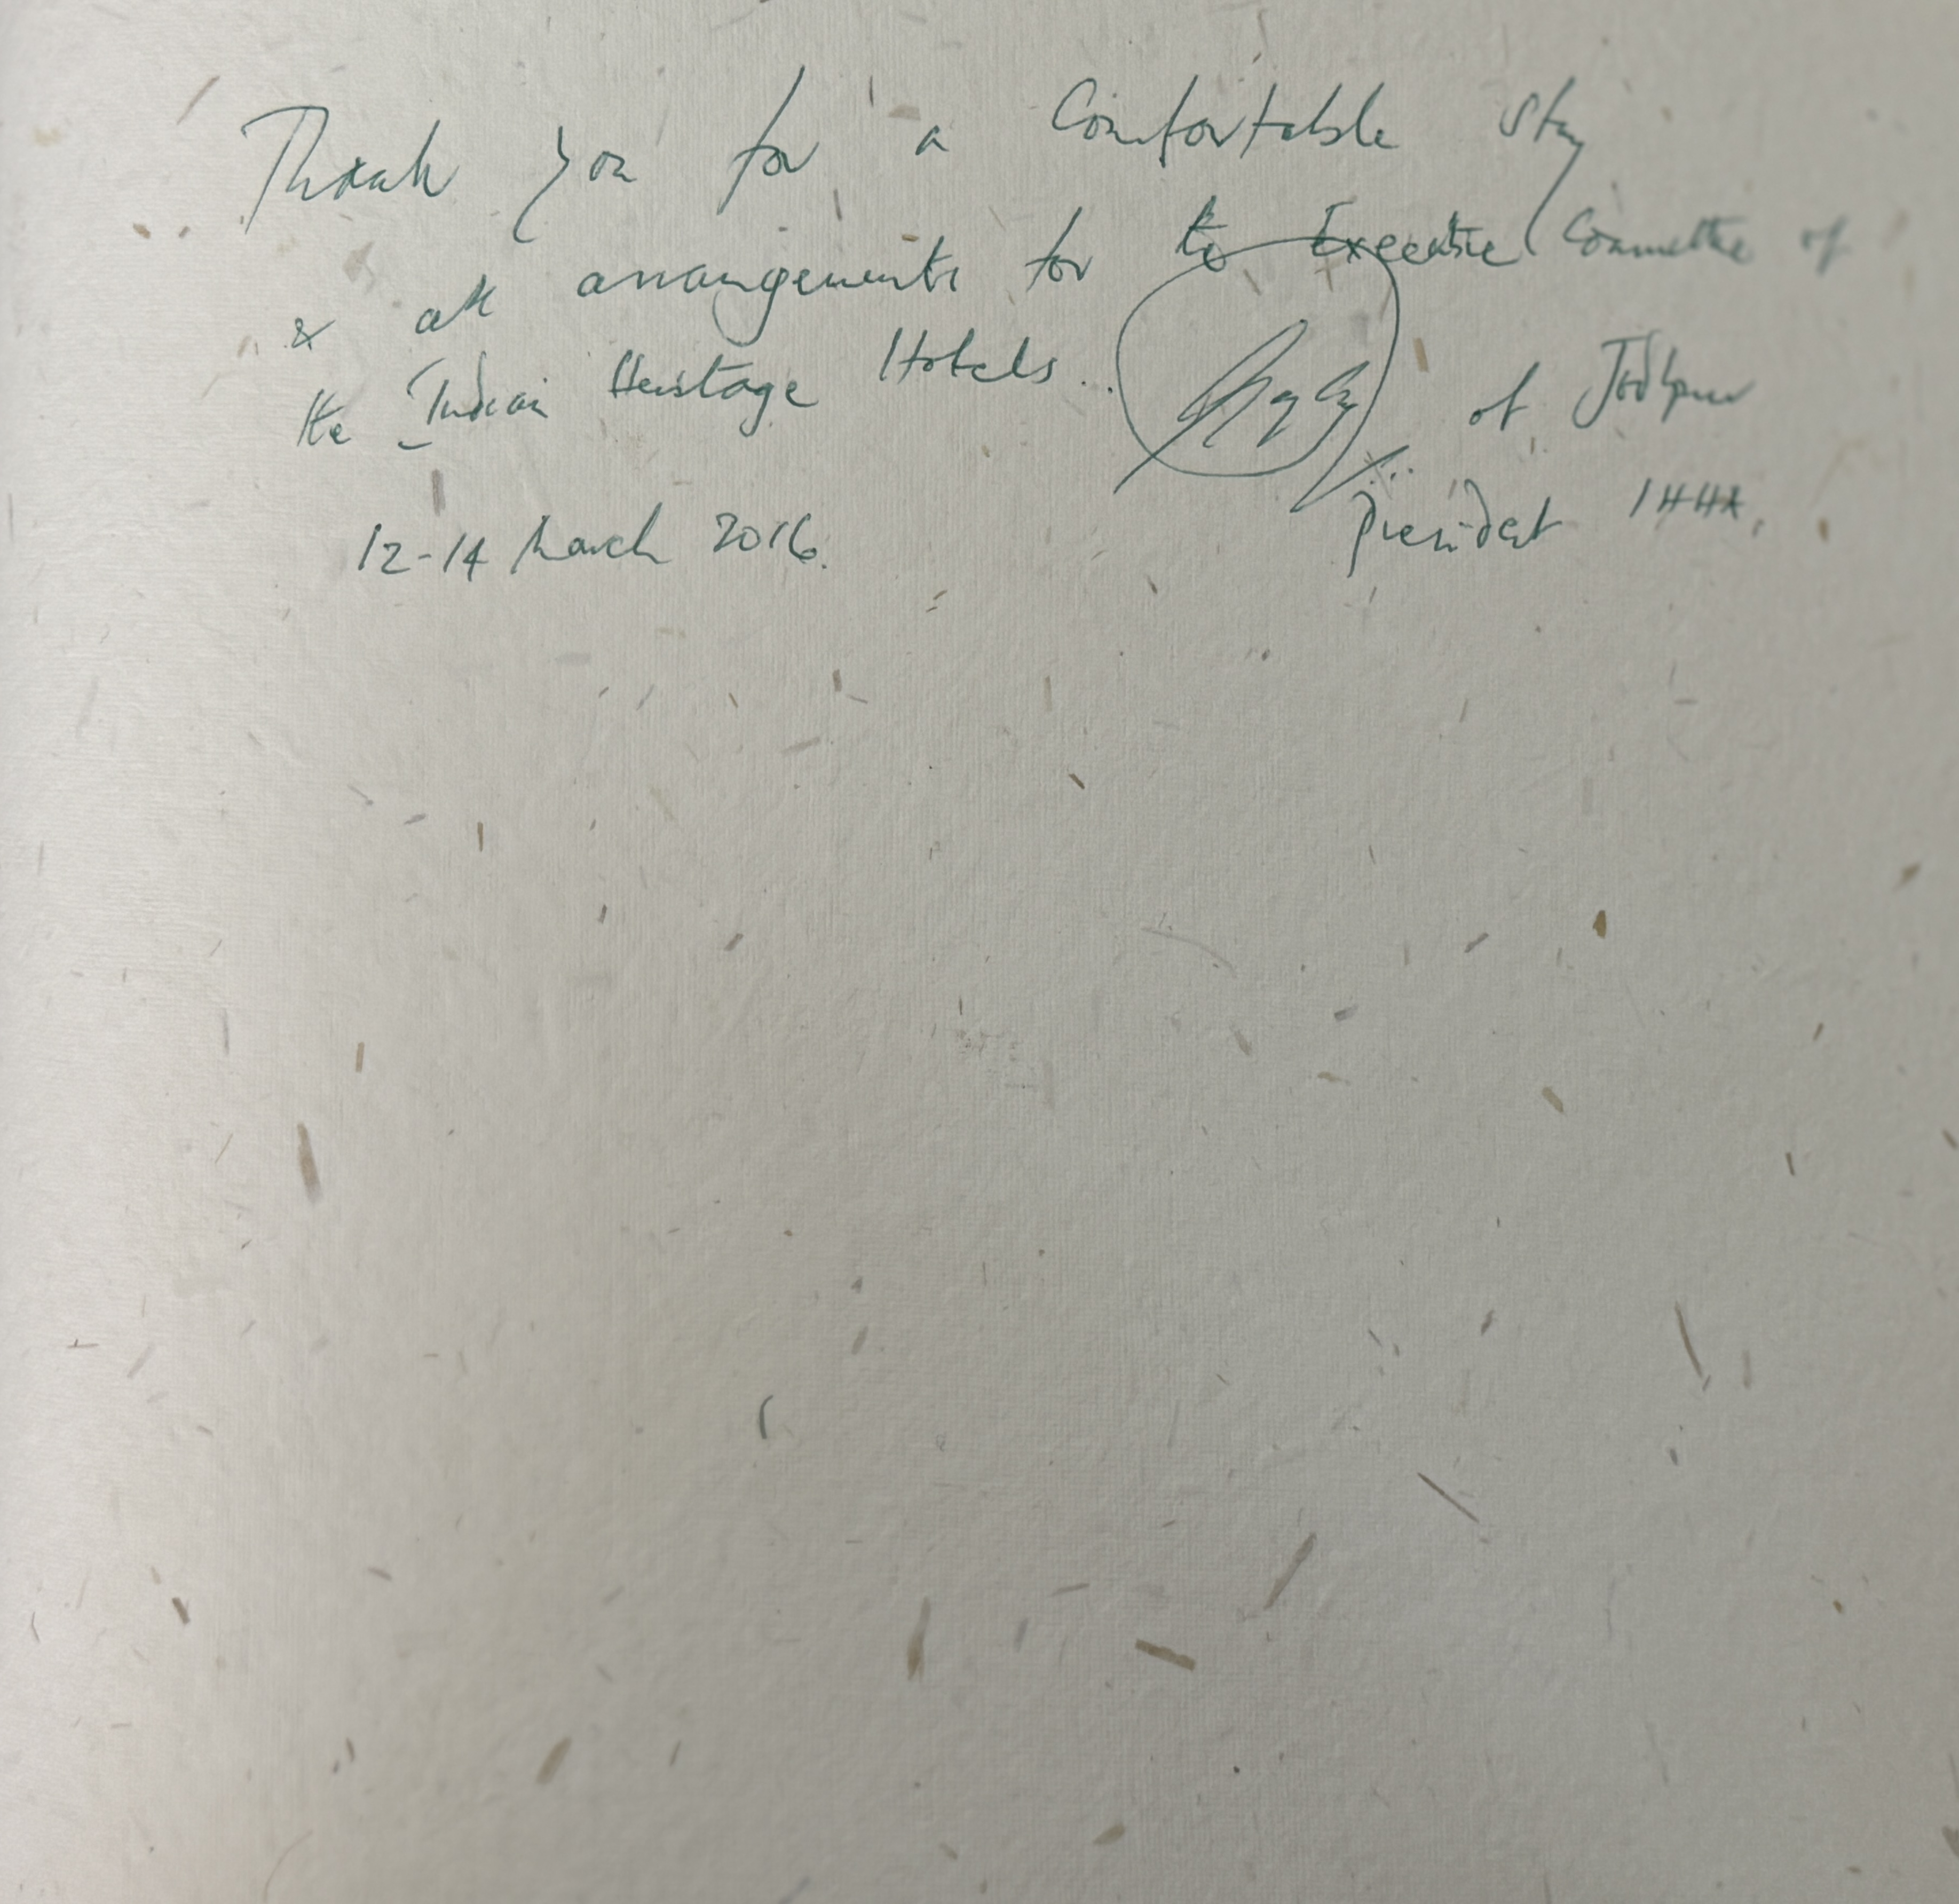 Thank you for a Comfortable Stay
& all arrangements for the Executive Committee of
the Indian Heritage Hotels..
of Jodhpur
12-14 March 2016.
President IHHA.